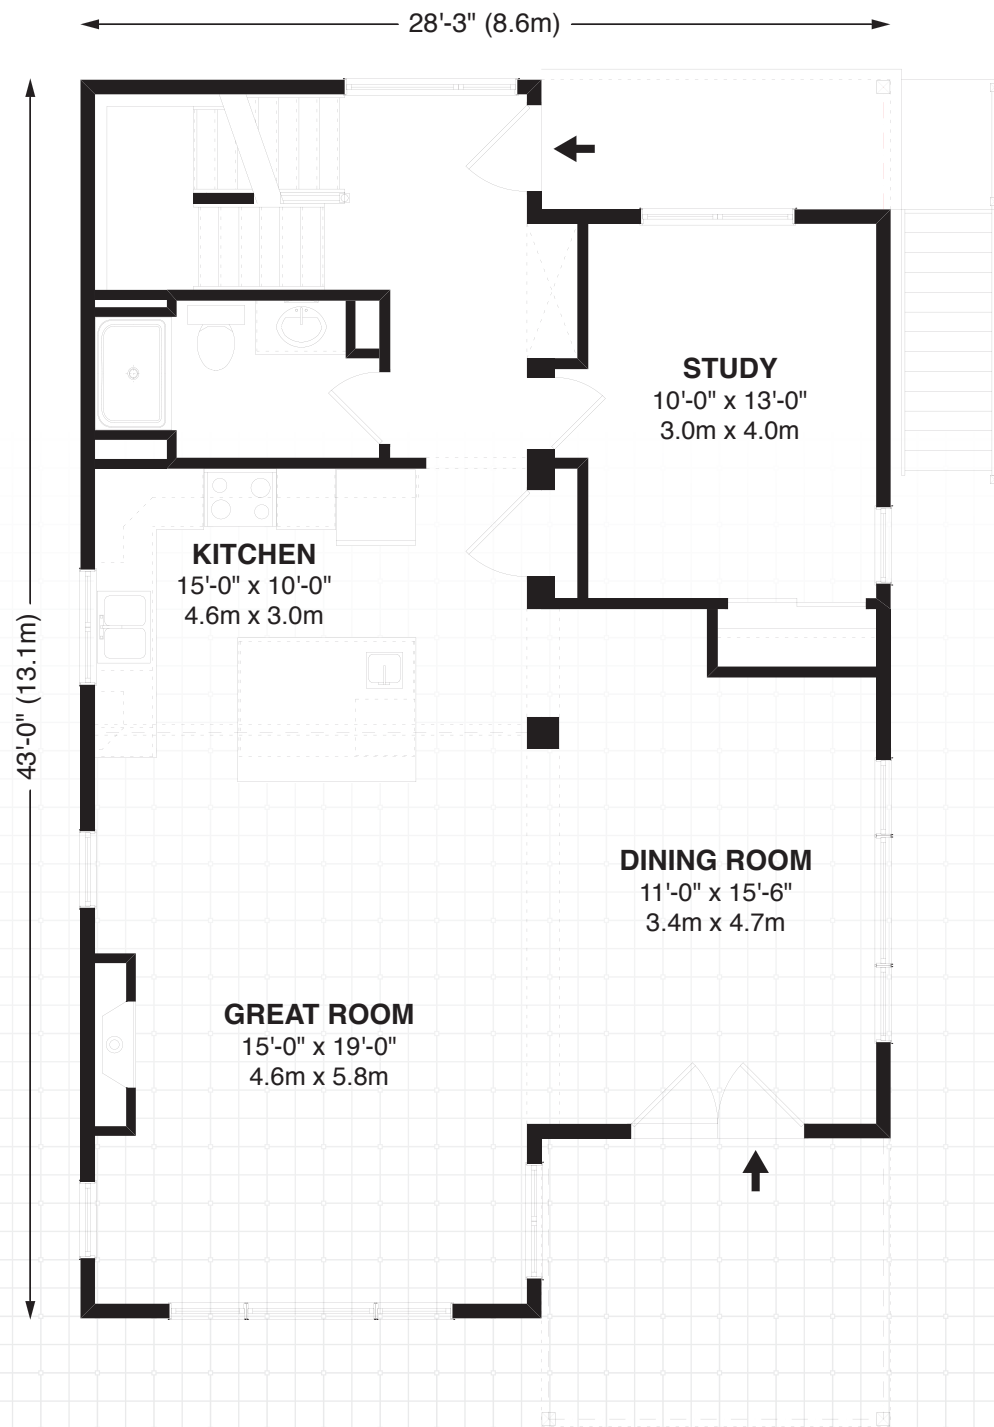 28'-3" (8.6m)
43'-0" (13.1m)
STUDY
10'-0" x 13'-0"
3.0m x 4.0m
KITCHEN
15'-0" x 10'-0"
4.6m x 3.0m
DINING ROOM
11'-0" x 15'-6"
3.4m x 4.7m
GREAT ROOM
15'-0" x 19'-0"
4.6m x 5.8m